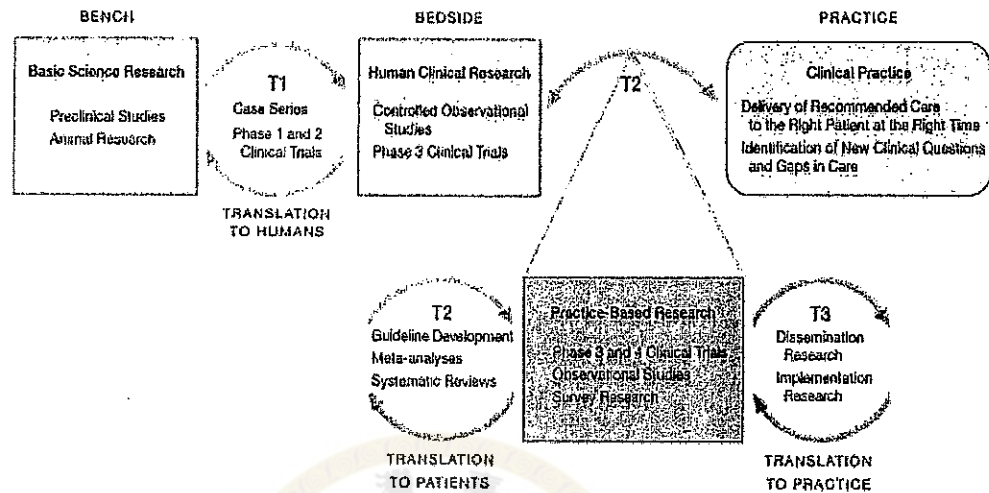 BENCH
BEDSIDE
PRACTICE
Basic Science Research
Preclinical Studies
Animal Research
T1
Case Series
Phase 1 and 2
Clinical Trials
TRANSLATION
TO HUMANS
Human Clinical Research
Controlled Observational
Studies
Phase 3 Clinical Trials
T2
Clinical Practice
Delivery of Recommended Care
to the Right Patient at the Right Time
Identification of New Clinical Questions
and Gaps in Care
T2
Guideline Development
Meta-analyses
Systematic Reviews
TRANSLATION
TO PATIENTS
Practice-Based Research
Phase 3 and 4 Clinical Trials
Observational Studies
Survey Research
T3
Dissemination
Research
Implementation
Research
TRANSLATION
TO PRACTICE